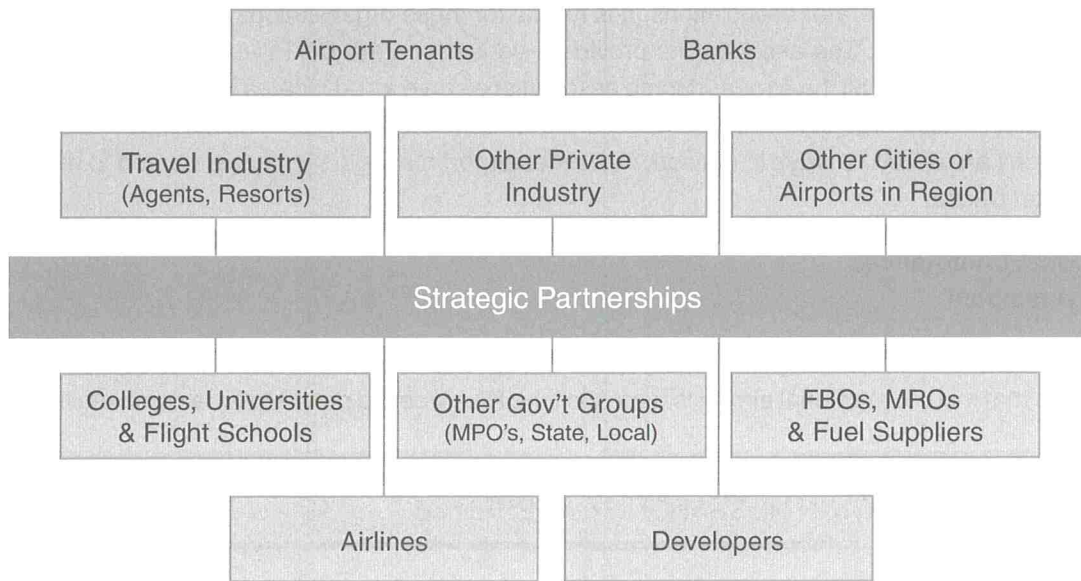 Airport Tenants
Banks
Travel Industry
(Agents, Resorts)
Other Private
Industry
Other Cities or
Airports in Region
Strategic Partnerships
Colleges, Universities
& Flight Schools
Other Gov't Groups
(MPO's, State, Local)
FBOs, MROs
& Fuel Suppliers
Airlines
Developers